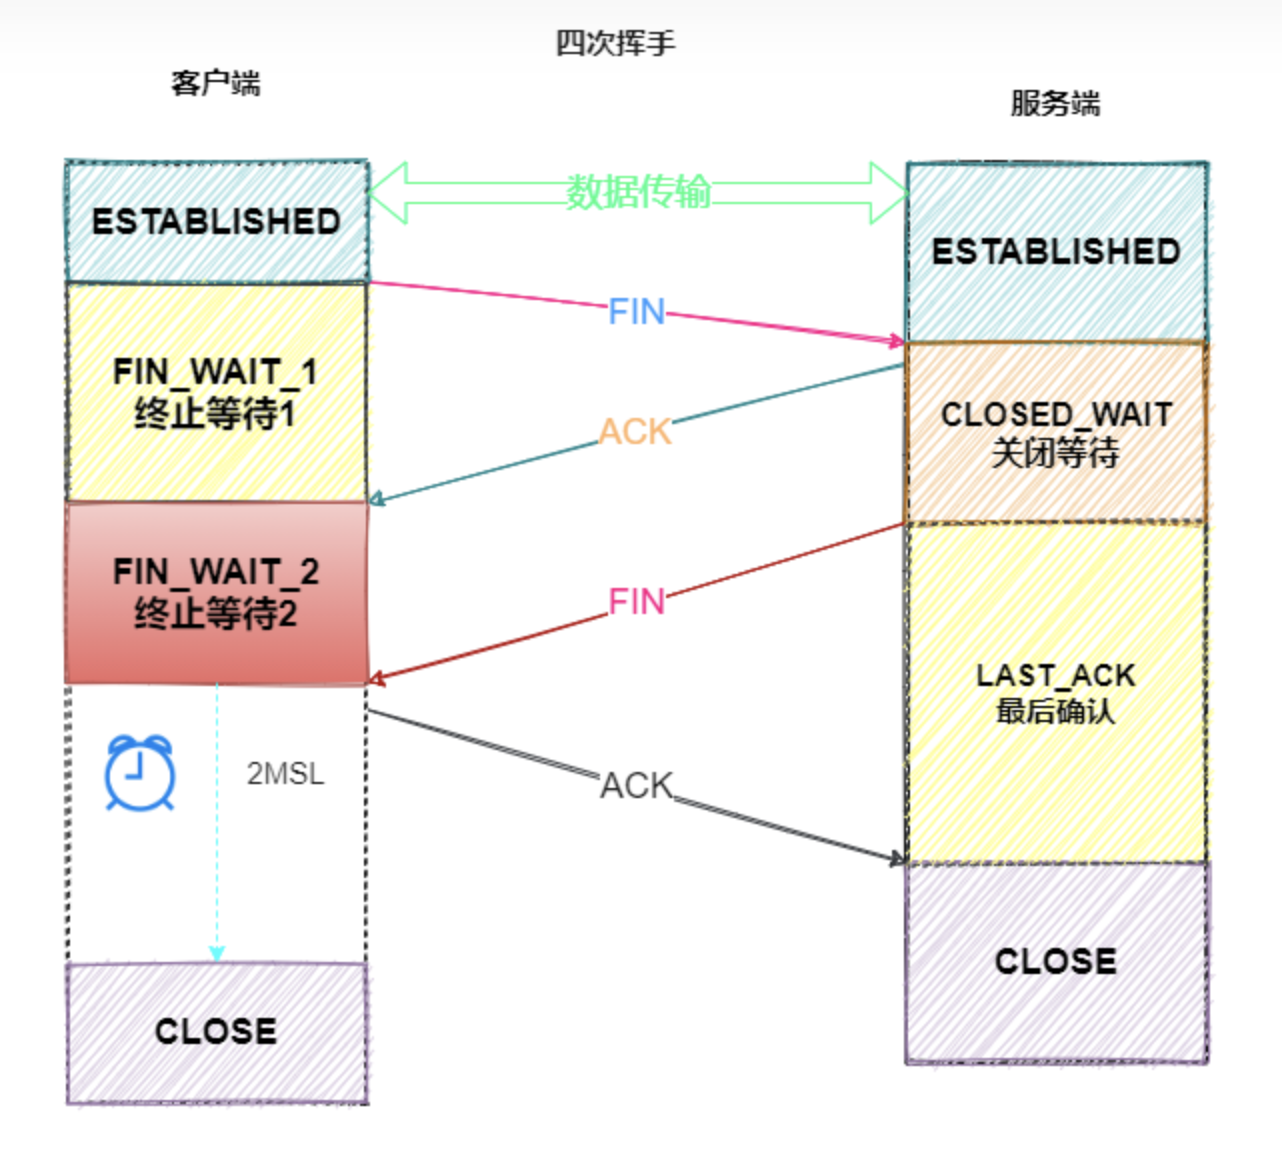 四次挥手
客户端
服务端
数据传输
ESTABLISHED
ESTABLISHED
FIN
FIN_WAIT_1
终止等待1
CLOSED_WAIT
关闭等待
ACK
FIN_WAIT_2
终止等待2
FIN
LAST_ACK
最后确认
2MSL
ACK
CLOSE
CLOSE